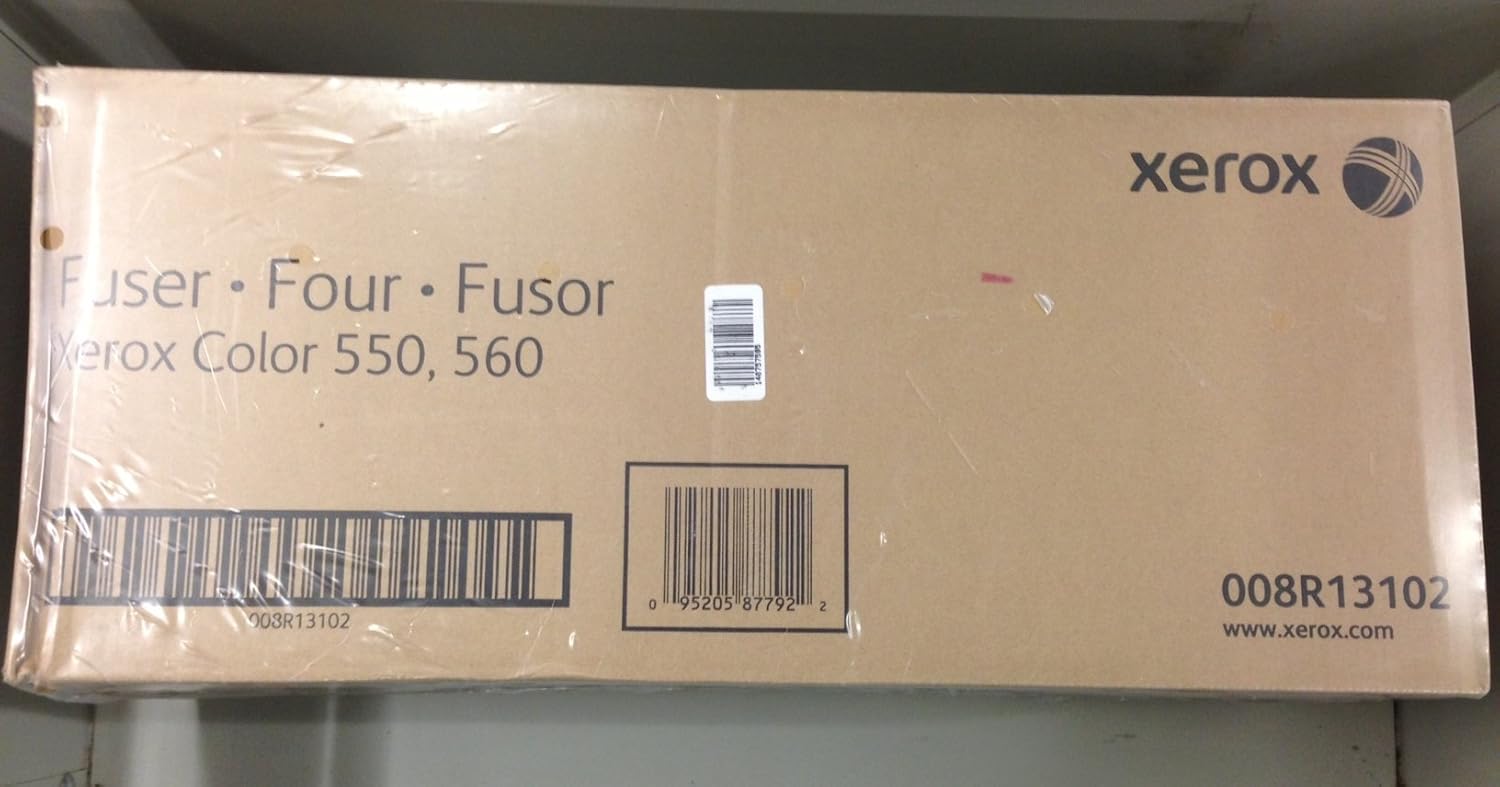 xerox
Fuser • Four • Fusor
Xerox Color 550, 560
008R13102
0 95205 87792 2
008R13102
www.xerox.com